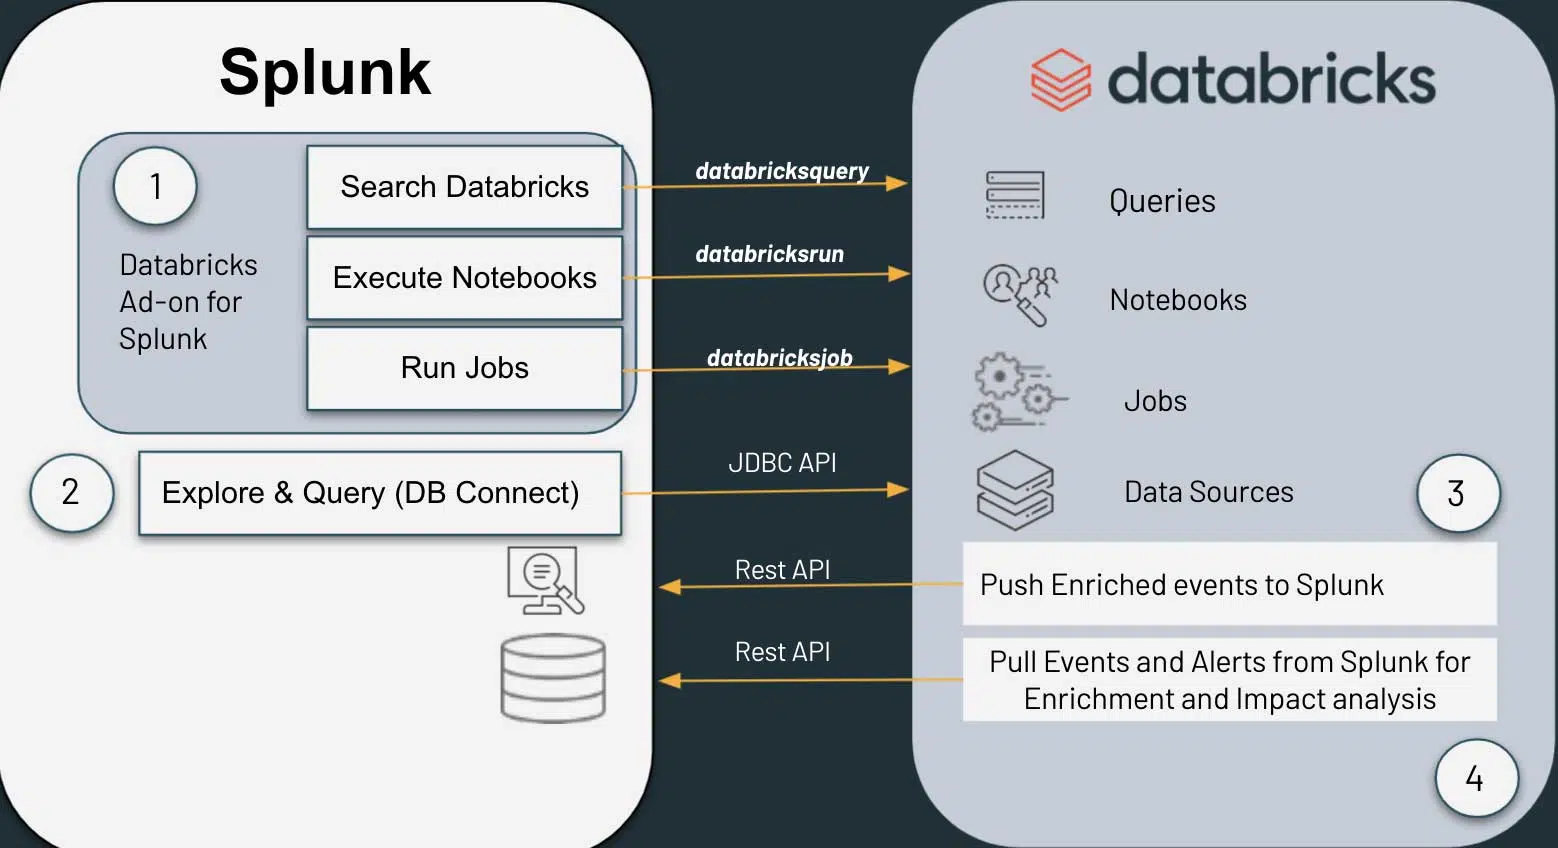 Splunk
databricks
1
Databricks
Ad-on for
Splunk
Search Databricks
Execute Notebooks
Run Jobs
databricksquery
databricksrun
databricksjob
Queries
Notebooks
Jobs
2
Explore & Query (DB Connect)
JDBC API
Data Sources
3
Rest API
Push Enriched events to Splunk
Rest API
Pull Events and Alerts from Splunk for
Enrichment and Impact analysis
4